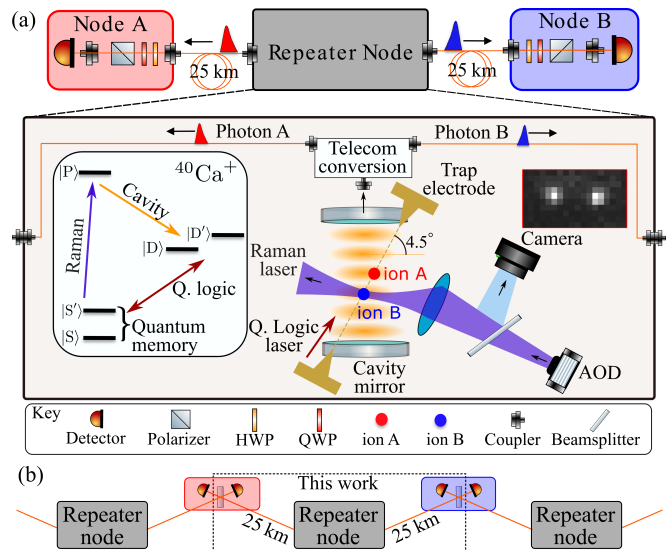 (a)
Node A
Repeater Node
Node B
25 km
25 km
Photon A
Photon B
Telecom
conversion
⁴⁰Ca⁺
|P⟩
Cavity
|D'⟩
|D⟩
Raman
Q. logic
|S'⟩
|S⟩
Quantum
memory
Trap
electrode
4.5°
Camera
Raman
laser
ion A
ion B
Q. Logic
laser
Cavity
mirror
AOD
Key
Detector
Polarizer
HWP
QWP
ion A
ion B
Coupler
Beamsplitter
(b)
This work
Repeater
node
25 km
Repeater
node
25 km
Repeater
node